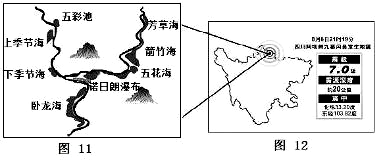 五彩池
芳草海
上季节海
箭竹海
下季节海
五花海
诺日朗瀑布
卧龙海
图 11
8月8日21时19分
四川阿坝州九寨沟县发生地震
震级
7.0级
震源深度
约20公里
震中
北纬33.20度
东经103.82度
图 12